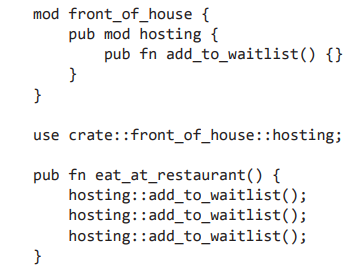 mod front_of_house {
    pub mod hosting {
        pub fn add_to_waitlist() {}
    }
}

use crate::front_of_house::hosting;

pub fn eat_at_restaurant() {
    hosting::add_to_waitlist();
    hosting::add_to_waitlist();
    hosting::add_to_waitlist();
}